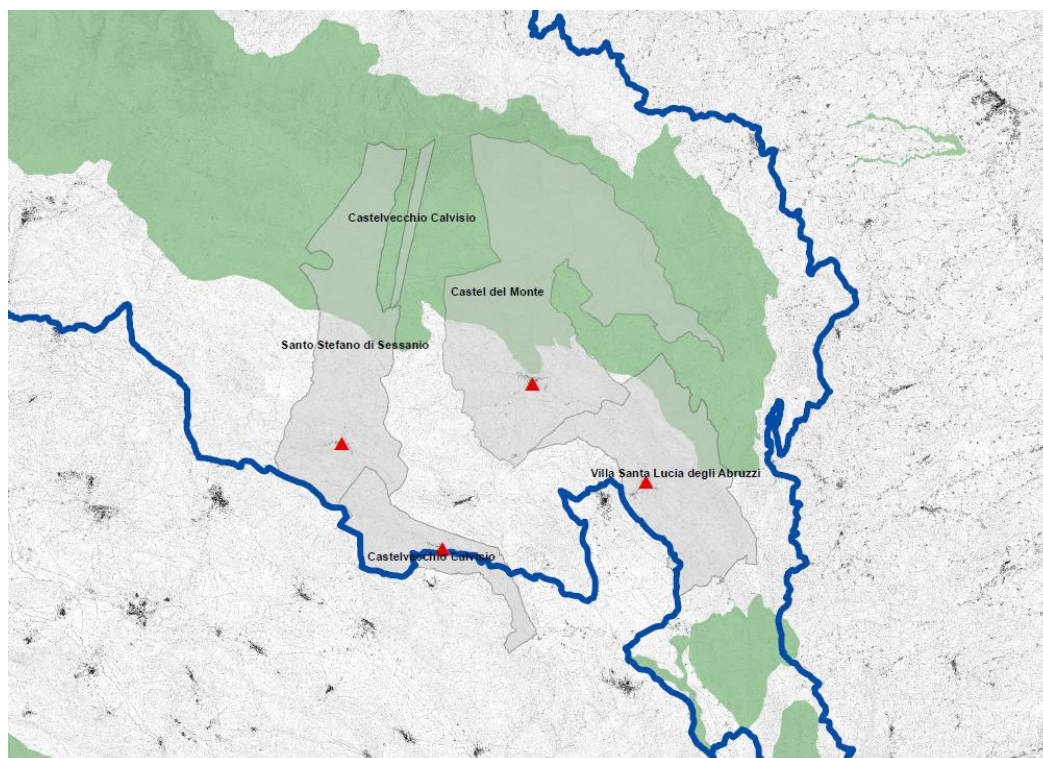 Castelvecchio Calvisio
Castel del Monte
Santo Stefano di Sessanio
Villa Santa Lucia degli Abruzzi
Castelvecchio Calvisio